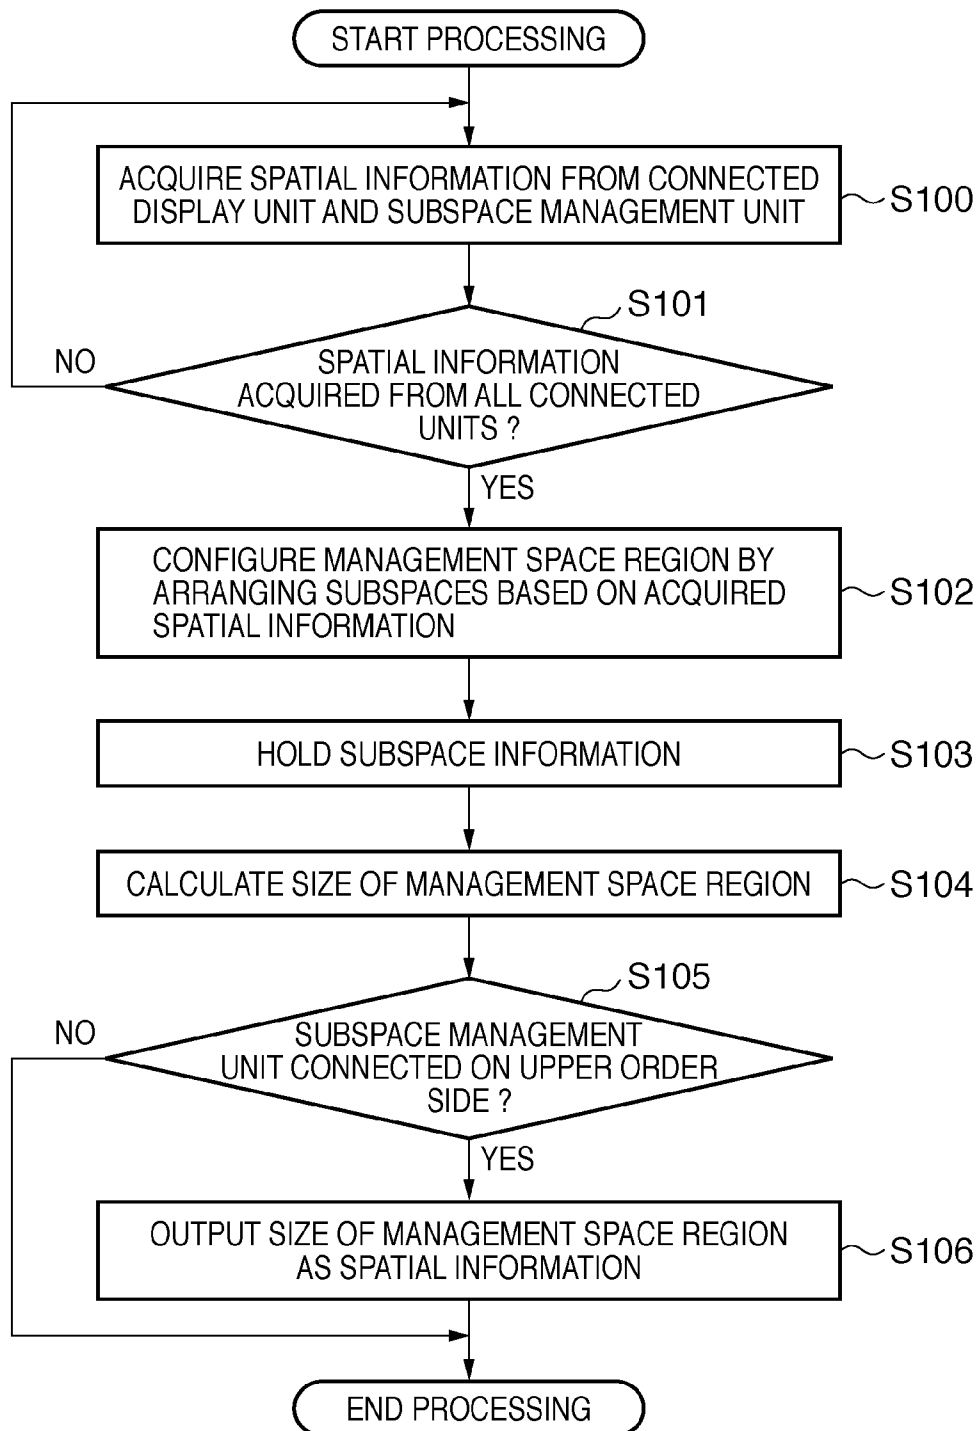 START PROCESSING
ACQUIRE SPATIAL INFORMATION FROM CONNECTED
DISPLAY UNIT AND SUBSPACE MANAGEMENT UNIT
S100
S101
SPATIAL INFORMATION
ACQUIRED FROM ALL CONNECTED
UNITS ?
NO
YES
CONFIGURE MANAGEMENT SPACE REGION BY
ARRANGING SUBSPACES BASED ON ACQUIRED
SPATIAL INFORMATION
S102
HOLD SUBSPACE INFORMATION
S103
CALCULATE SIZE OF MANAGEMENT SPACE REGION
S104
S105
SUBSPACE MANAGEMENT
UNIT CONNECTED ON UPPER ORDER
SIDE ?
NO
YES
OUTPUT SIZE OF MANAGEMENT SPACE REGION
AS SPATIAL INFORMATION
S106
END PROCESSING